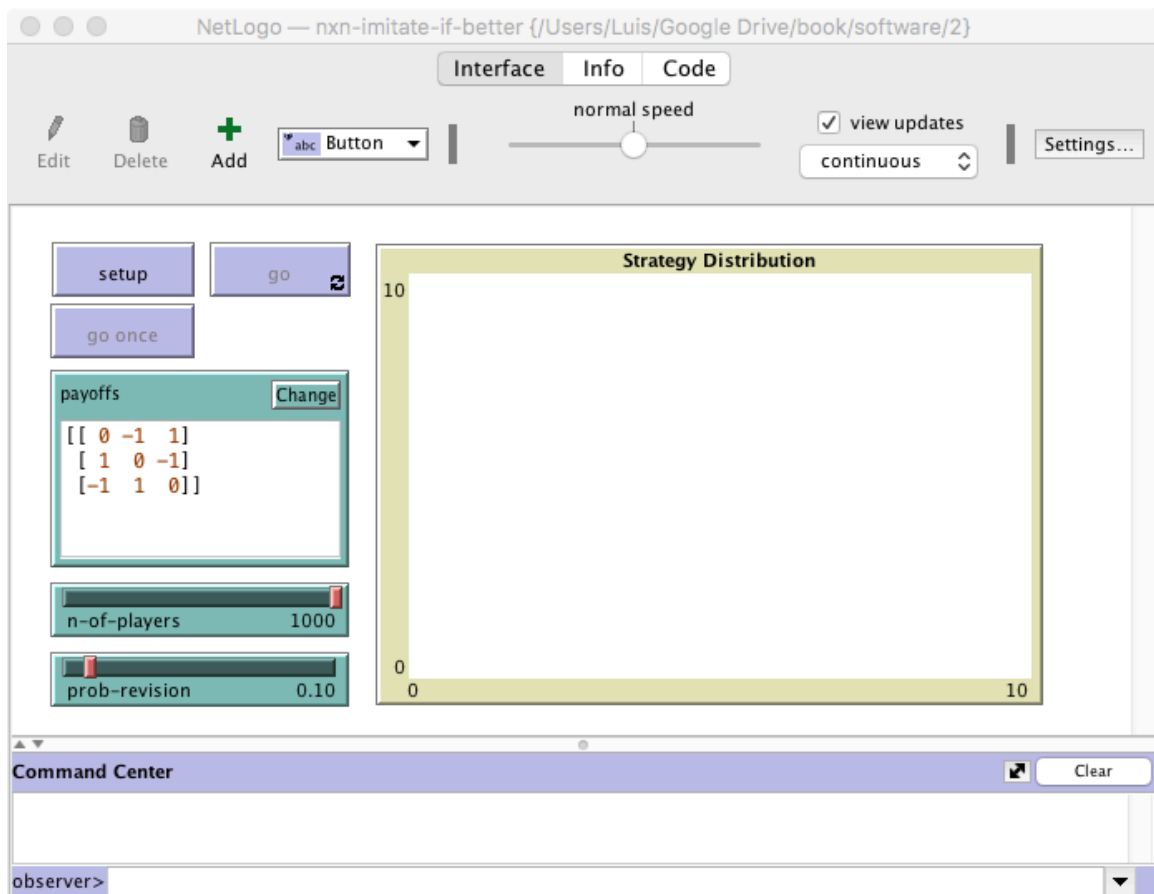 NetLogo — nxn-imitate-if-better {/Users/Luis/Google Drive/book/software/2}
Interface Info Code
normal speed
Edit Delete Add abc Button view updates continuous Settings...
setup go
go once
Strategy Distribution
payoffs Change
[[ 0 -1 1]
[ 1 0 -1]
[-1 1 0]]
n-of-players 1000
prob-revision 0.10
10
0
0 10
Command Center Clear
observer>